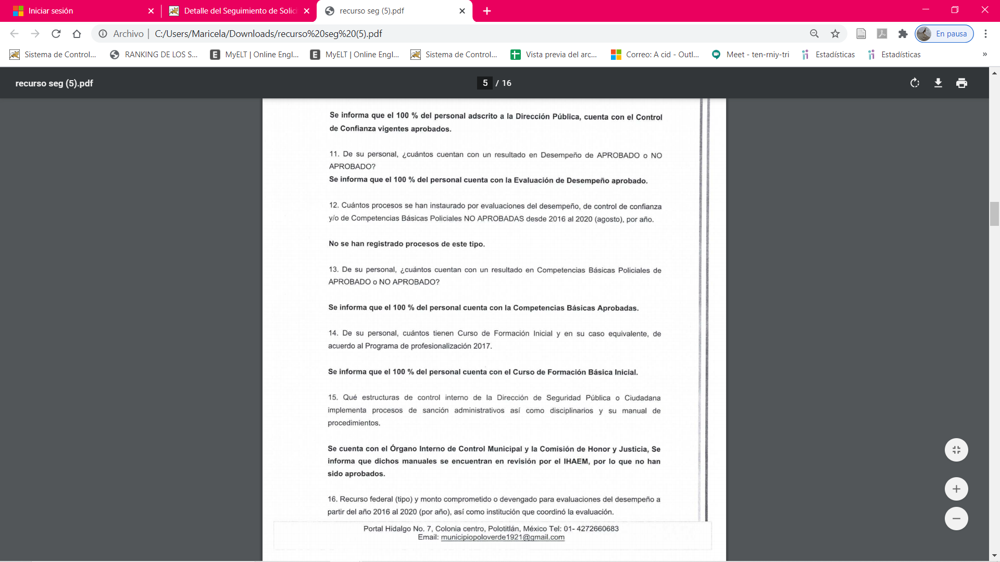 Iniciar sesión
Detalle del Seguimiento de Solici
recurso seg (5).pdf
Archivo | C:/Users/Maricela/Downloads/recurso%20seg%20(5).pdf
En pausa
Sistema de Control...
RANKING DE LOS S...
MyELT | Online Engl...
MyELT | Online Engl...
Sistema de Control...
Vista previa del arc...
Correo: A cid - Outl...
Meet - ten-rniy-tri
Estadísticas
Estadísticas
»
recurso seg (5).pdf
5 / 16
Se informa que el 100 % del personal adscrito a la Dirección Pública, cuenta con el Control
de Confianza vigentes aprobados.
11. De su personal, ¿cuántos cuentan con un resultado en Desempeño de APROBADO o NO
APROBADO?
Se informa que el 100 % del personal cuenta con la Evaluación de Desempeño aprobado.
12. Cuántos procesos se han instaurado por evaluaciones del desempeño, de control de confianza
y/o de Competencias Básicas Policiales NO APROBADAS desde 2016 al 2020 (agosto), por año.
No se han registrado procesos de este tipo.
13. De su personal, ¿cuántos cuentan con un resultado en Competencias Básicas Policiales de
APROBADO o NO APROBADO?
Se informa que el 100 % del personal cuenta con la Competencias Básicas Aprobadas.
14. De su personal, cuántos tienen Curso de Formación Inicial y en su caso equivalente, de
acuerdo al Programa de profesionalización 2017.
Se informa que el 100 % del personal cuenta con el Curso de Formación Básica Inicial.
15. Qué estructuras de control interno de la Dirección de Seguridad Pública o Ciudadana
implementa procesos de sanción administrativos así como disciplinarios y su manual de
procedimientos.
Se cuenta con el Órgano Interno de Control Municipal y la Comisión de Honor y Justicia, Se
informa que dichos manuales se encuentran en revisión por el IHAEM, por lo que no han
sido aprobados.
16. Recurso federal (tipo) y monto comprometido o devengado para evaluaciones del desempeño a
partir del año 2016 al 2020 (por año), así como institución que coordinó la evaluación.
Portal Hidalgo No. 7, Colonia centro, Polotitlán, México Tel: 01- 4272660683
Email: municipiopoloverde1921@gmail.com